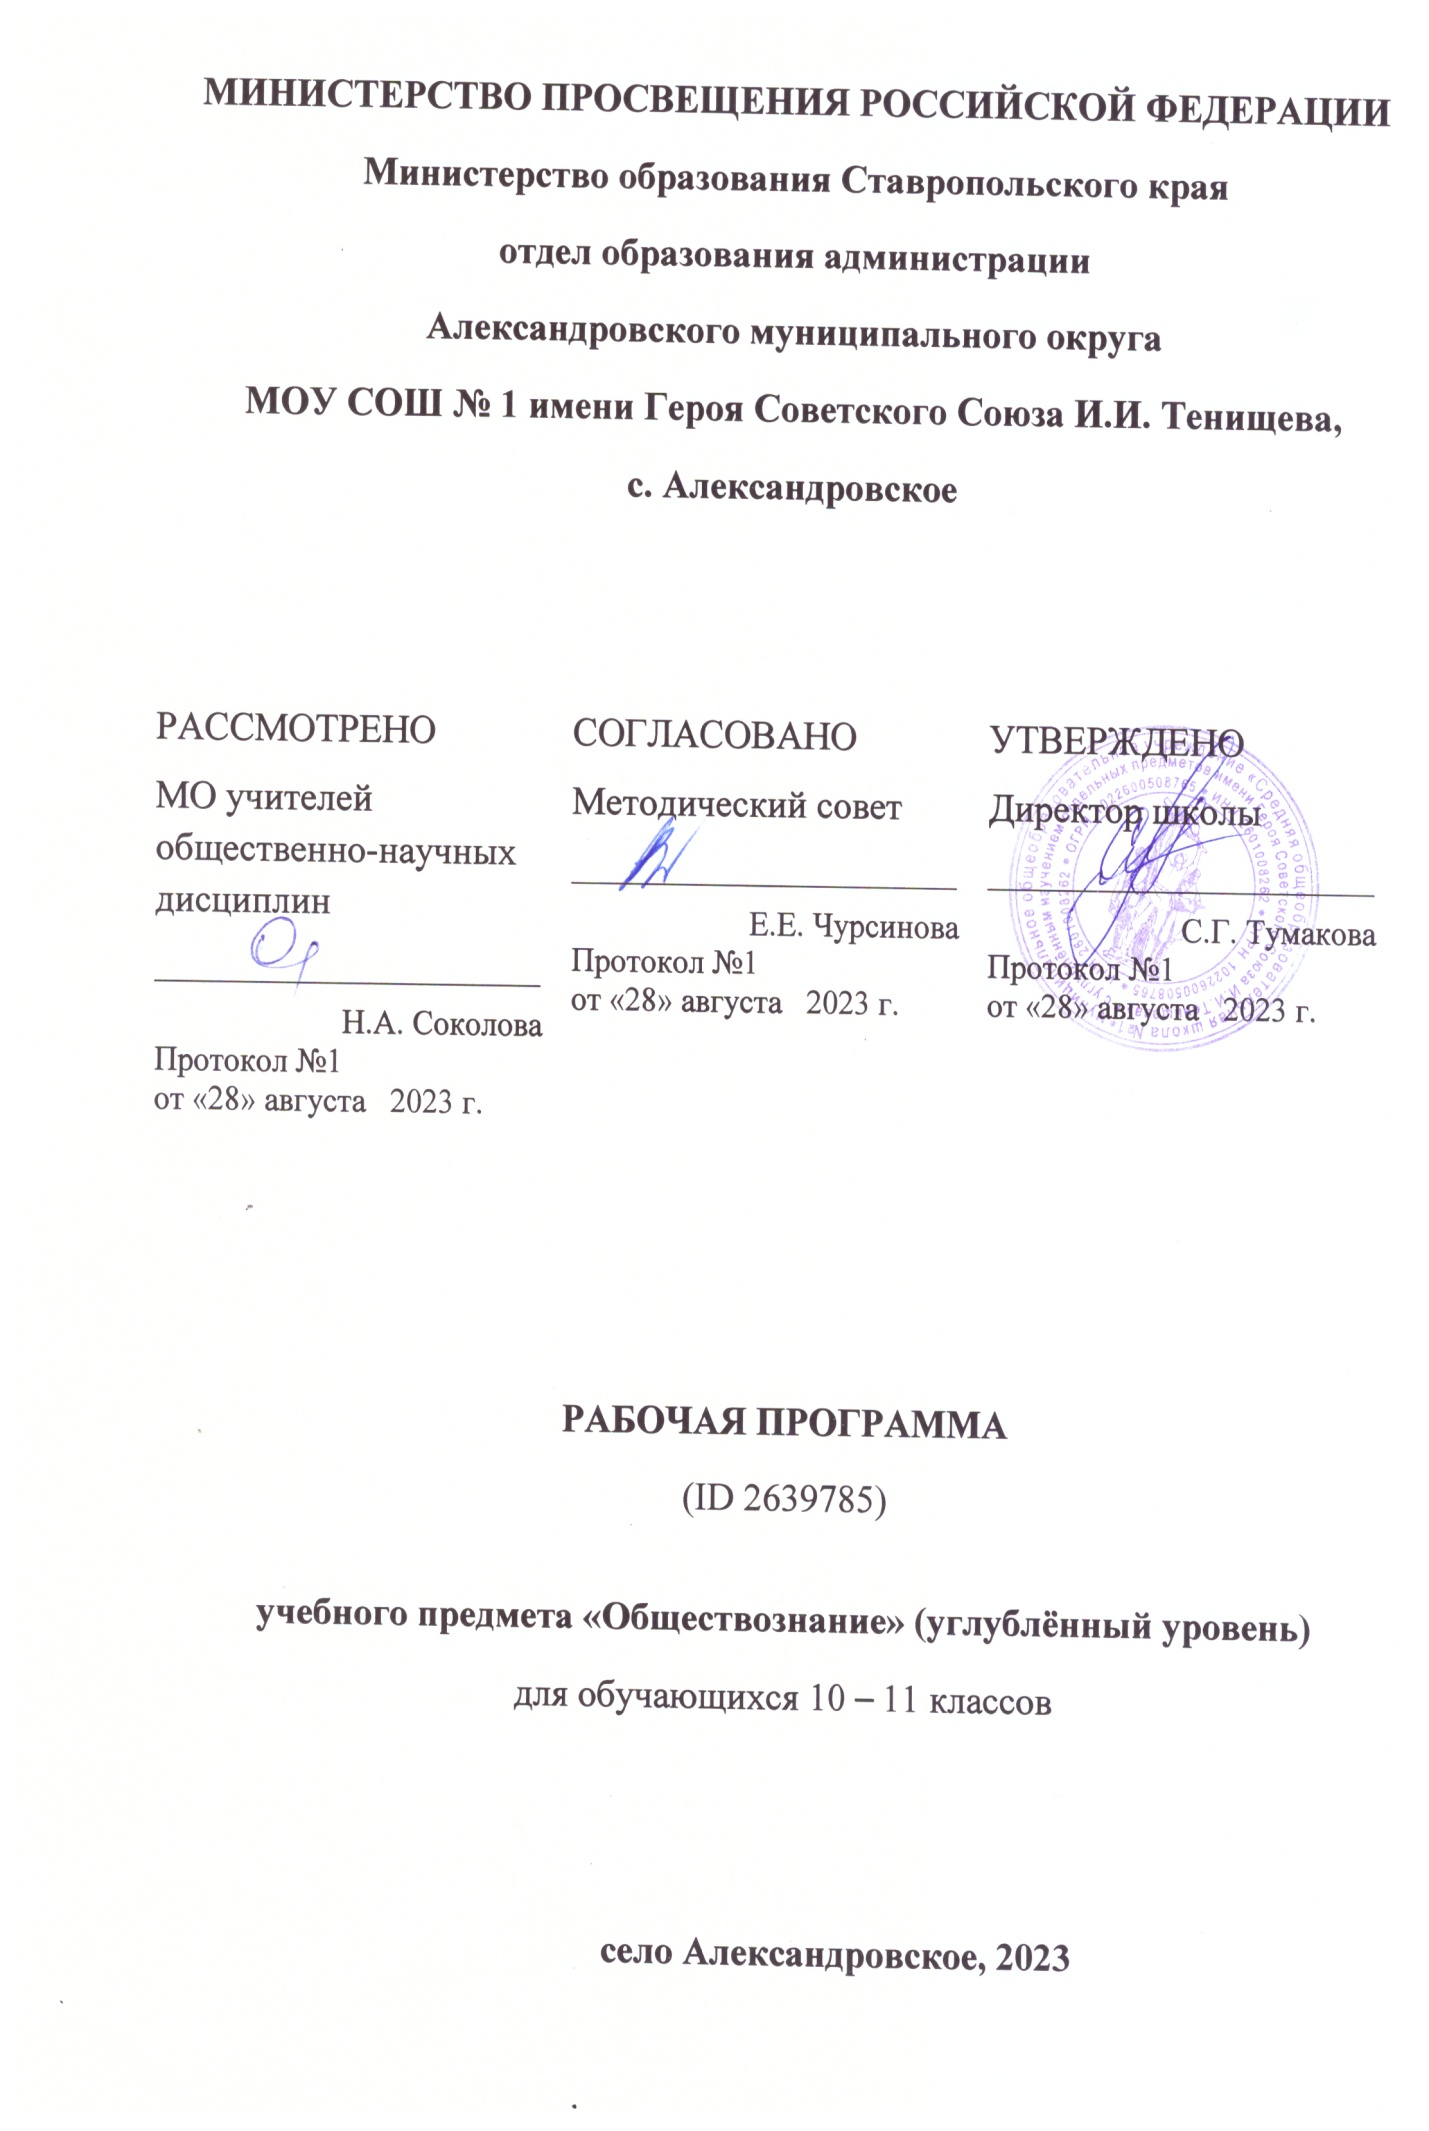 МИНИСТЕРСТВО ПРОСВЕЩЕНИЯ РОССИЙСКОЙ ФЕДЕРАЦИИ
Министерство образования Ставропольского края
отдел образования администрации
Александровского муниципального округа
МОУ СОШ № 1 имени Героя Советского Союза И.И. Тенищева,
с. Александровское
РАССМОТРЕНО
МО учителей
общественно-научных
дисциплин
Н.А. Соколова
Протокол №1
от «28» августа 2023 г.
СОГЛАСОВАНО
Методический совет
Е.Е. Чурсинова
Протокол №1
от «28» августа 2023 г.
УТВЕРЖДЕНО
Директор школы
С.Г. Тумакова
Протокол №1
от «28» августа 2023 г.
РАБОЧАЯ ПРОГРАММА
(ID 2639785)
учебного предмета «Обществознание» (углублённый уровень)
для обучающихся 10 – 11 классов
село Александровское, 2023